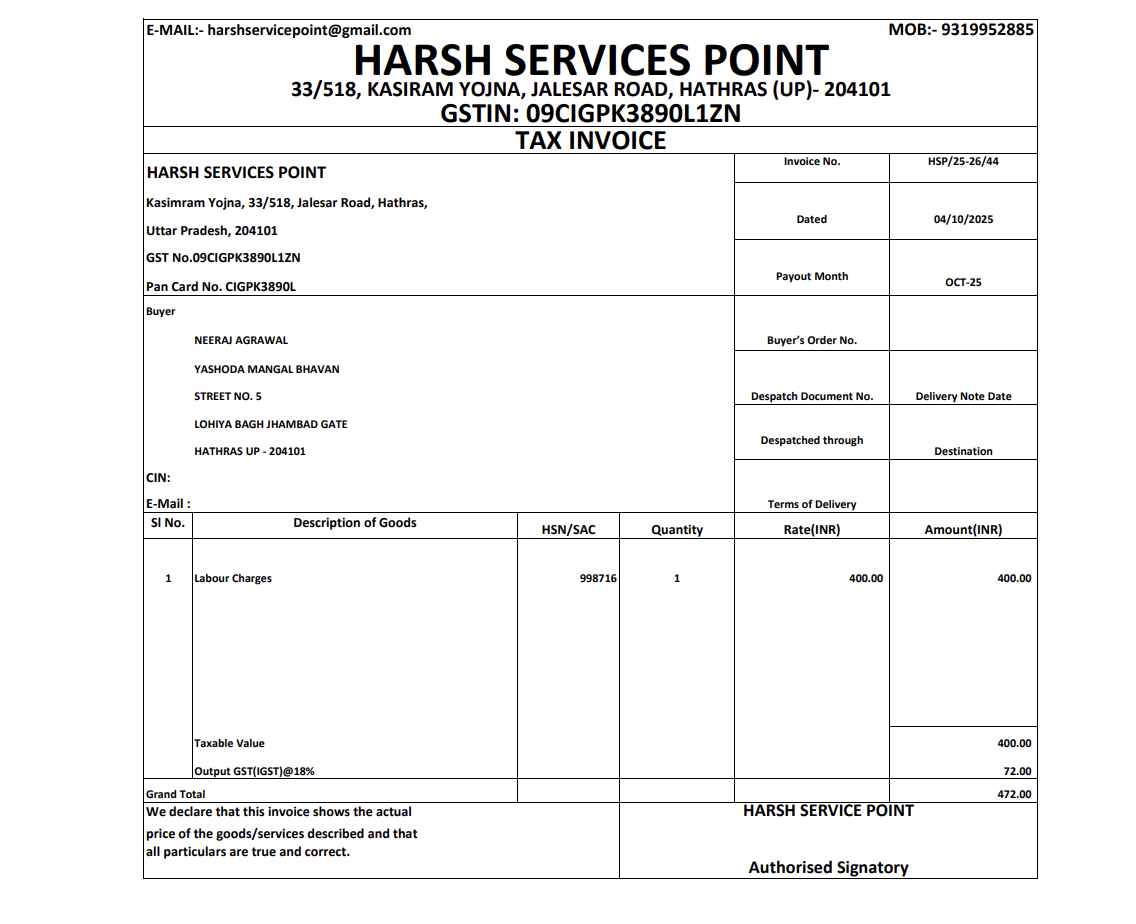 E-MAIL:- harshservicepoint@gmail.com MOB:- 9319952885
HARSH SERVICES POINT
33/518, KASIRAM YOJNA, JALESAR ROAD, HATHRAS (UP)- 204101
GSTIN: 09CIGPK3890L1ZN
TAX INVOICE
HARSH SERVICES POINT
Kasimram Yojna, 33/518, Jalesar Road, Hathras,
Uttar Pradesh, 204101
GST No.09CIGPK3890L1ZN
Pan Card No. CIGPK3890L
Invoice No. HSP/25-26/44
Dated 04/10/2025
Payout Month OCT-25
Buyer
NEERAJ AGRAWAL
YASHODA MANGAL BHAVAN
STREET NO. 5
LOHIYA BAGH JHAMBAD GATE
HATHRAS UP - 204101
CIN:
E-Mail :
Buyer’s Order No.
Despatch Document No. Delivery Note Date
Despatched through Destination
Terms of Delivery
Sl No. Description of Goods HSN/SAC Quantity Rate(INR) Amount(INR)
1 Labour Charges 998716 1 400.00 400.00
Taxable Value 400.00
Output GST(IGST)@18% 72.00
Grand Total 472.00
We declare that this invoice shows the actual
price of the goods/services described and that
all particulars are true and correct.
HARSH SERVICE POINT
Authorised Signatory